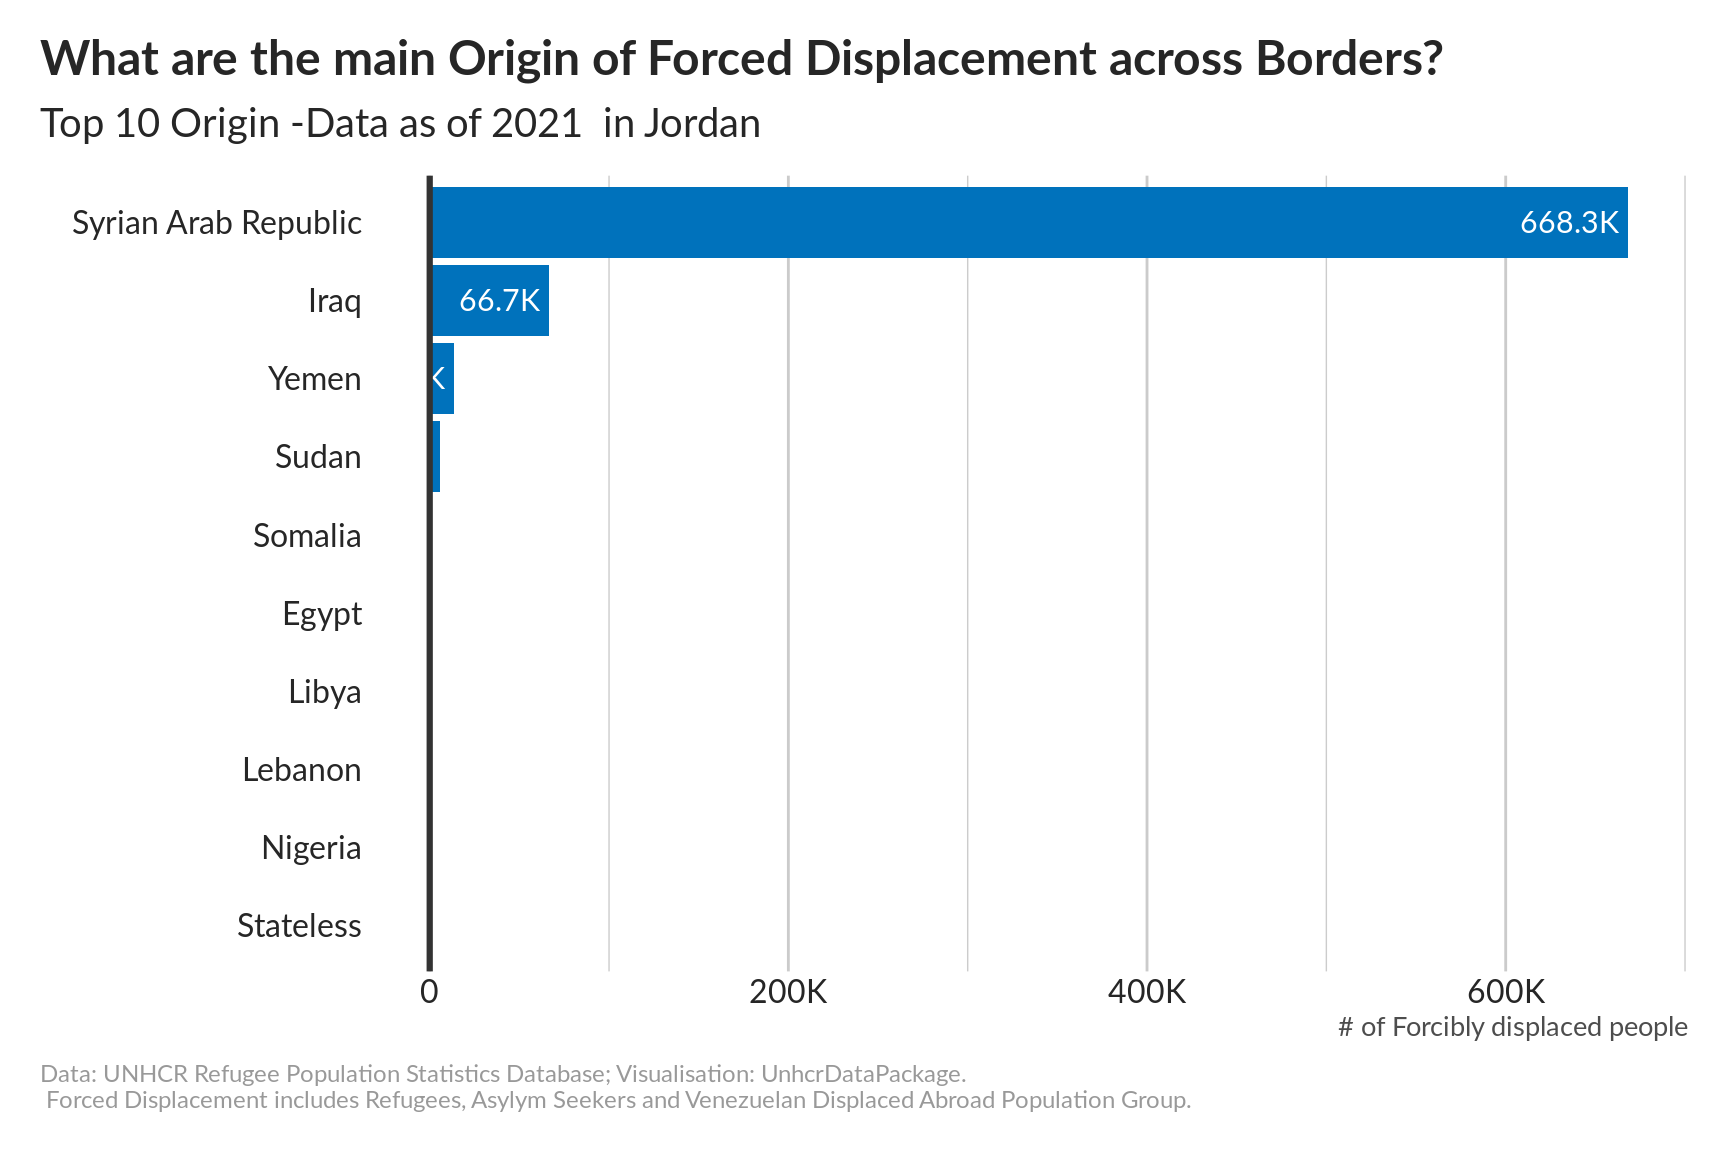 What are the main Origin of Forced Displacement across Borders?
Top 10 Origin -Data as of 2021  in Jordan
Syrian Arab Republic
668.3K
Iraq
66.7K
Yemen
K
Sudan
Somalia
Egypt
Libya
Lebanon
Nigeria
Stateless
0
200K
400K
600K
# of Forcibly displaced people
Data: UNHCR Refugee Population Statistics Database; Visualisation: UnhcrDataPackage.
Forced Displacement includes Refugees, Asylym Seekers and Venezuelan Displaced Abroad Population Group.